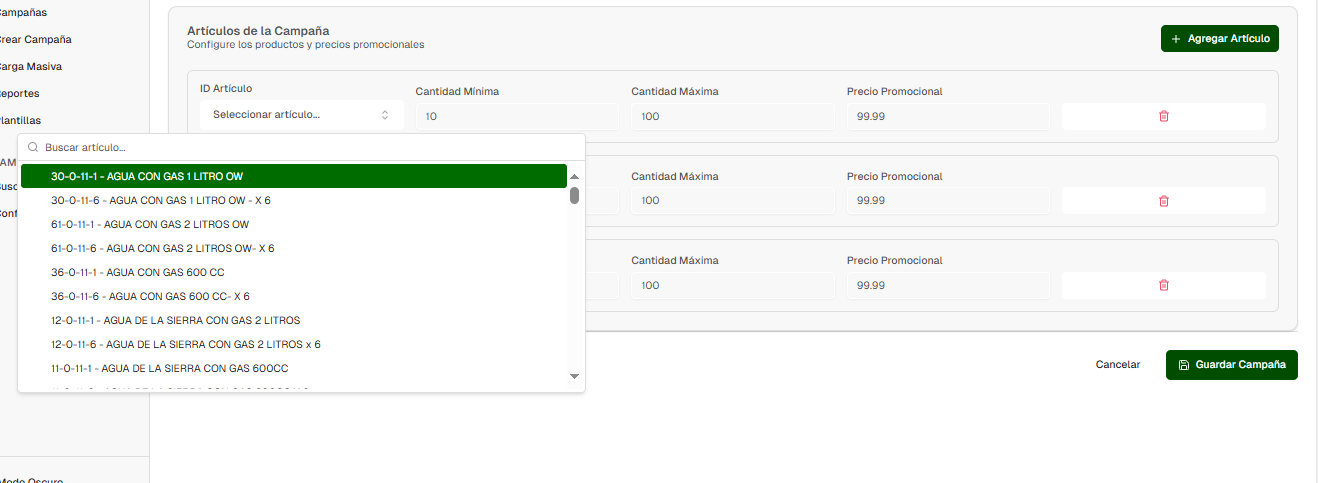 Campañas
Crear Campaña
Carga Masiva
Reportes
Plantillas
Artículos de la Campaña
Configure los productos y precios promocionales
Agregar Artículo
ID Artículo
Cantidad Mínima
Cantidad Máxima
Precio Promocional
Seleccionar artículo...
10
100
99.99
Buscar artículo...
30-0-11-1 - AGUA CON GAS 1 LITRO OW
30-0-11-6 - AGUA CON GAS 1 LITRO OW - X 6
61-0-11-1 - AGUA CON GAS 2 LITROS OW
61-0-11-6 - AGUA CON GAS 2 LITROS OW- X 6
36-0-11-1 - AGUA CON GAS 600 CC
36-0-11-6 - AGUA CON GAS 600 CC- X 6
12-0-11-1 - AGUA DE LA SIERRA CON GAS 2 LITROS
12-0-11-6 - AGUA DE LA SIERRA CON GAS 2 LITROS x 6
11-0-11-1 - AGUA DE LA SIERRA CON GAS 600CC
Cantidad Máxima
Precio Promocional
100
99.99
Cantidad Máxima
Precio Promocional
100
99.99
Cancelar
Guardar Campaña
Modo Oscuro